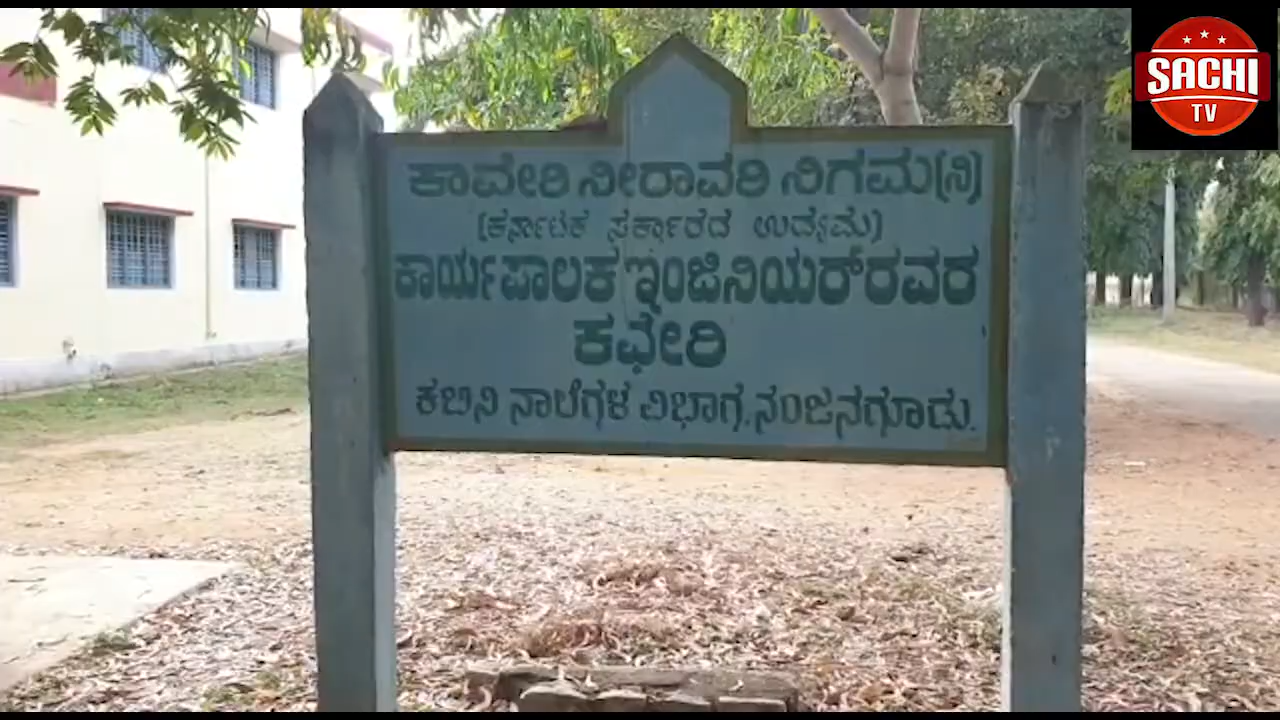 ಕಾವೇರಿ ನೀರಾವರಿ ನಿಗಮ(ನಿ)
(ಕರ್ನಾಟಕ ಸರ್ಕಾರದ ಉದ್ಯಮ)
ಕಾರ್ಯಪಾಲಕ ಇಂಜಿನಿಯರ್‌ರವರ
ಕಛೇರಿ
ಕಬಿನಿ ನಾಲೆಗಳ ವಿಭಾಗ, ನಂಜನಗೂಡು.
SACHI
TV